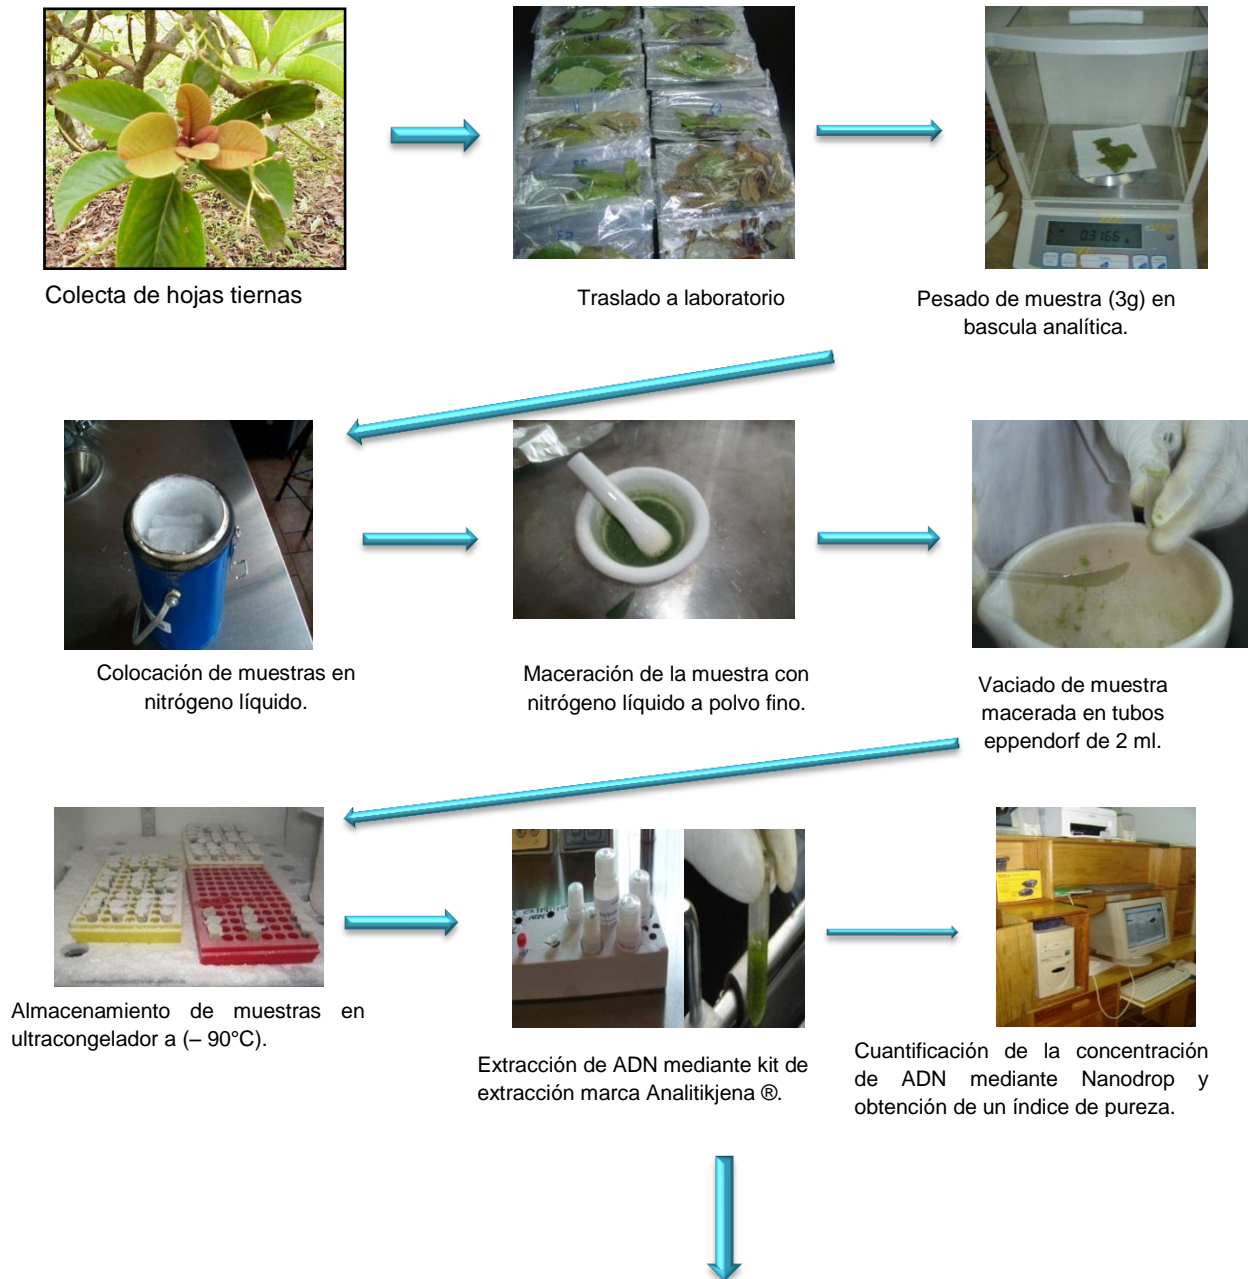 Colecta de hojas tiernas
Traslado a laboratorio
Pesado de muestra (3g) en
bascula analítica.
Colocación de muestras en
nitrógeno líquido.
Maceración de la muestra con
nitrógeno líquido a polvo fino.
Vaciado de muestra
macerada en tubos
eppendorf de 2 ml.
Almacenamiento de muestras en
ultracongelador a (– 90°C).
Extracción de ADN mediante kit de
extracción marca Analitikjena ®.
Cuantificación de la concentración
de ADN mediante Nanodrop y
obtención de un índice de pureza.